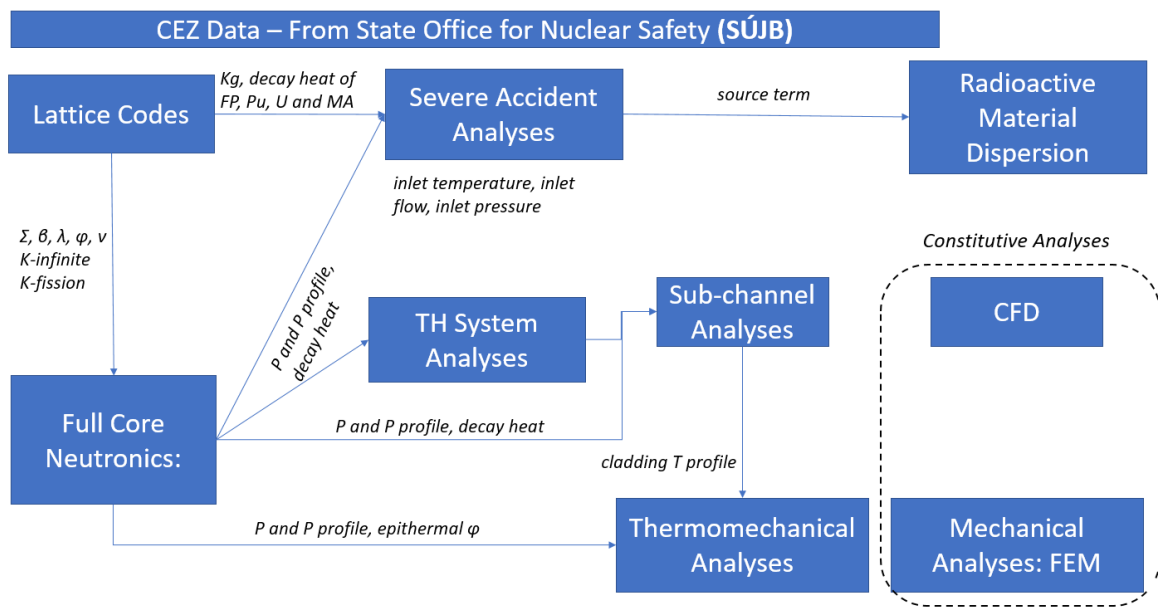 CEZ Data – From State Office for Nuclear Safety (SÚJB)
Lattice Codes
Kg, decay heat of
FP, Pu, U and MA
Severe Accident
Analyses
source term
Radioactive
Material
Dispersion
inlet temperature, inlet
flow, inlet pressure
Σ, β, λ, φ, ν
K-infinite
K-fission
P and P profile,
decay heat
TH System
Analyses
Sub-channel
Analyses
Constitutive Analyses
CFD
Full Core
Neutronics:
P and P profile, decay heat
cladding T profile
P and P profile, epithermal φ
Thermomechanical
Analyses
Mechanical
Analyses: FEM